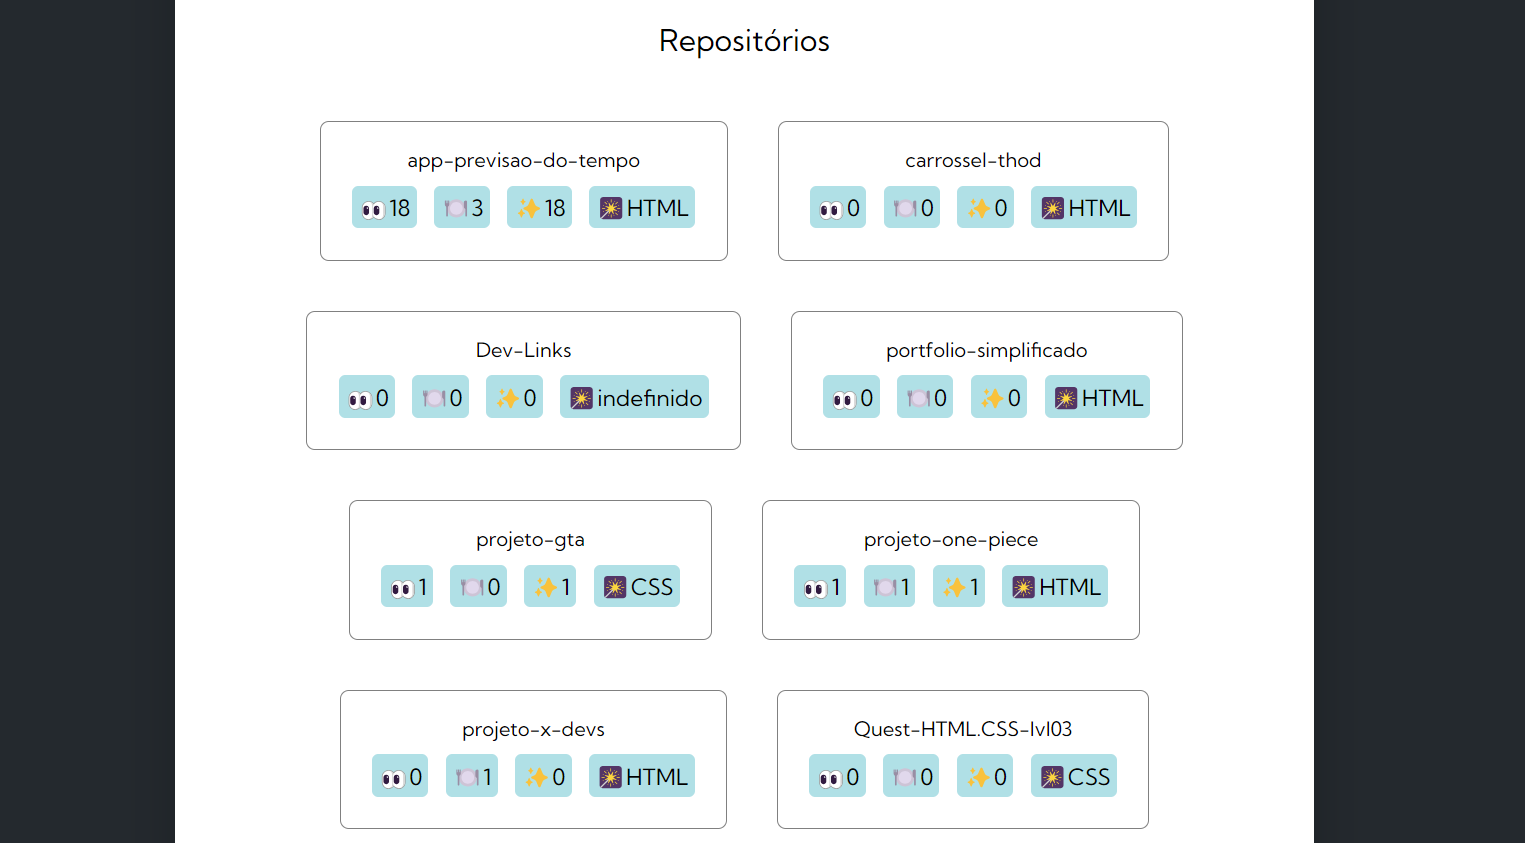 Repositórios
app-previsao-do-tempo
👀 18 🍽️ 3 ✨ 18 🎇 HTML
carrossel-thod
👀 0 🍽️ 0 ✨ 0 🎇 HTML
Dev-Links
👀 0 🍽️ 0 ✨ 0 🎇 indefinido
portfolio-simplificado
👀 0 🍽️ 0 ✨ 0 🎇 HTML
projeto-gta
👀 1 🍽️ 0 ✨ 1 🎇 CSS
projeto-one-piece
👀 1 🍽️ 1 ✨ 1 🎇 HTML
projeto-x-devs
👀 0 🍽️ 1 ✨ 0 🎇 HTML
Quest-HTML.CSS-lvl03
👀 0 🍽️ 0 ✨ 0 🎇 CSS